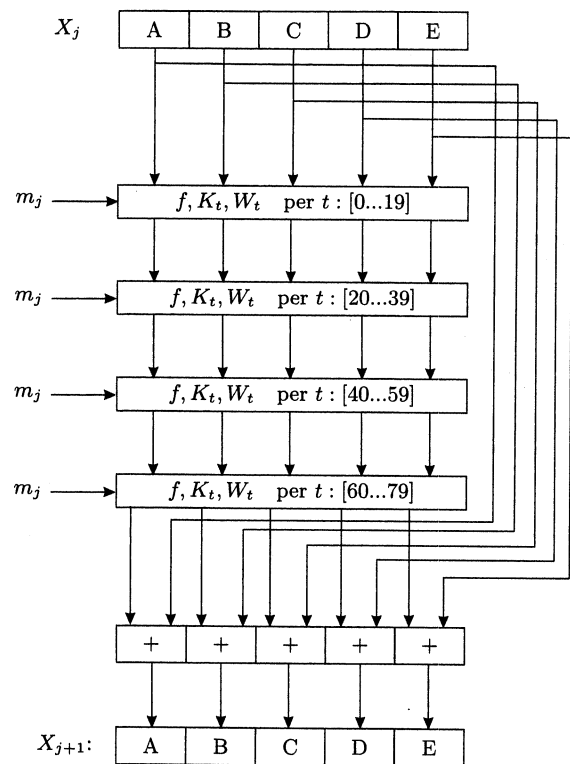 X_j A B C D E
m_j f, K_t, W_t per t : [0...19]
m_j f, K_t, W_t per t : [20...39]
m_j f, K_t, W_t per t : [40...59]
m_j f, K_t, W_t per t : [60...79]
+ + + + +
X_{j+1}: A B C D E